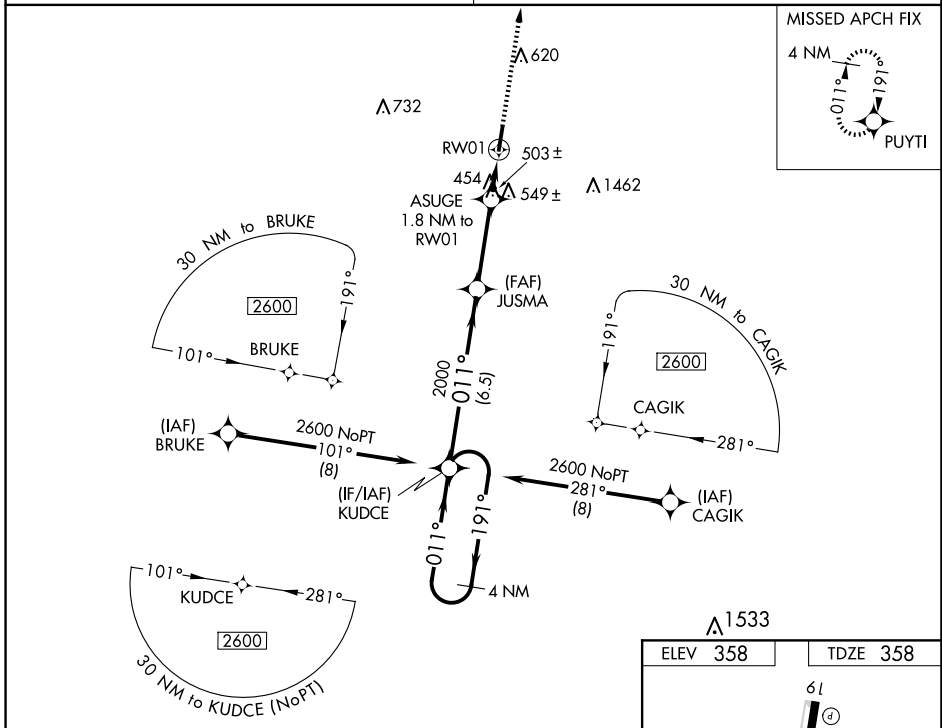 MISSED APCH FIX
4 NM
011°
191°
PUYTI
620
732
RW01
503 ±
454
549 ±
1462
ASUGE
1.8 NM to
RW01
30 NM to BRUKE
2600
191°
101°
BRUKE
(FAF)
JUSMA
30 NM to CAGIK
191°
2600
CAGIK
281°
2000
011°
(6.5)
(IAF)
BRUKE
2600 NoPT
101°
(8)
(IF/IAF)
KUDCE
2600 NoPT
281°
(8)
(IAF)
CAGIK
011°
191°
4 NM
101°
KUDCE
281°
2600
30 NM to KUDCE (NoPT)
1533
ELEV 358
TDZE 358
19
P